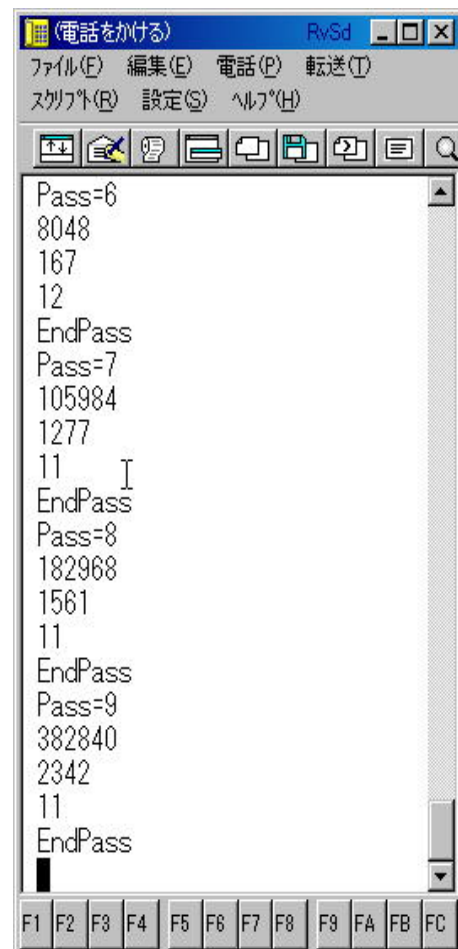 (電話をかける) RvSd
ファイル(F) 編集(E) 電話(P) 転送(T)
スクリプト(R) 設定(S) ヘルプ(H)
Pass=6
8048
167
12
EndPass
Pass=7
105984
1277
11
EndPass
Pass=8
182968
1561
11
EndPass
Pass=9
382840
2342
11
EndPass
F1 F2 F3 F4 F5 F6 F7 F8 F9 FA FB FC